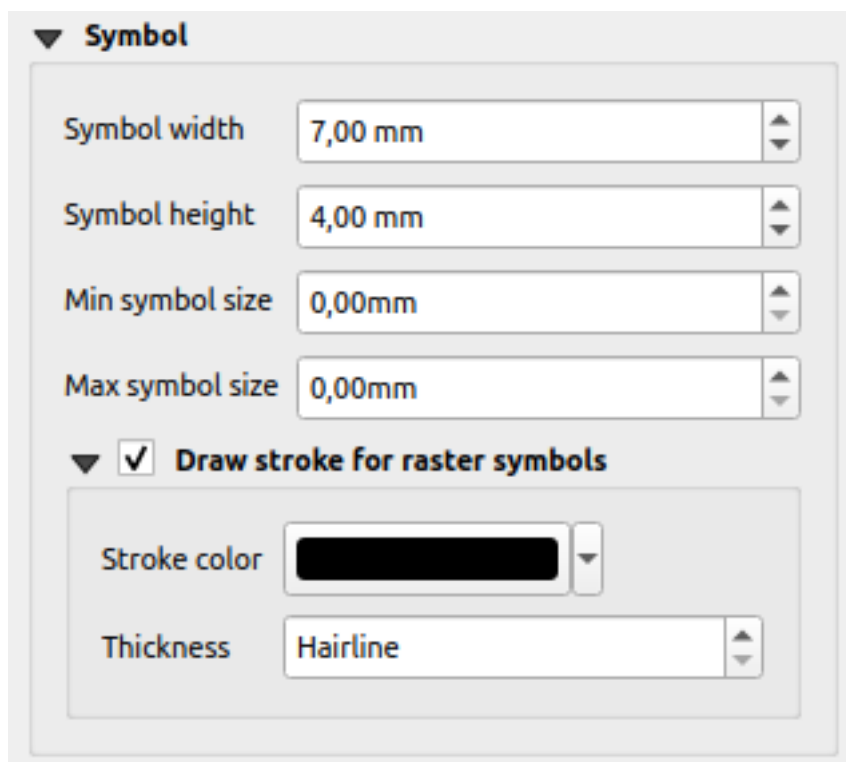 Symbol
Symbol width 7,00 mm
Symbol height 4,00 mm
Min symbol size 0,00mm
Max symbol size 0,00mm
Draw stroke for raster symbols
Stroke color
Thickness Hairline